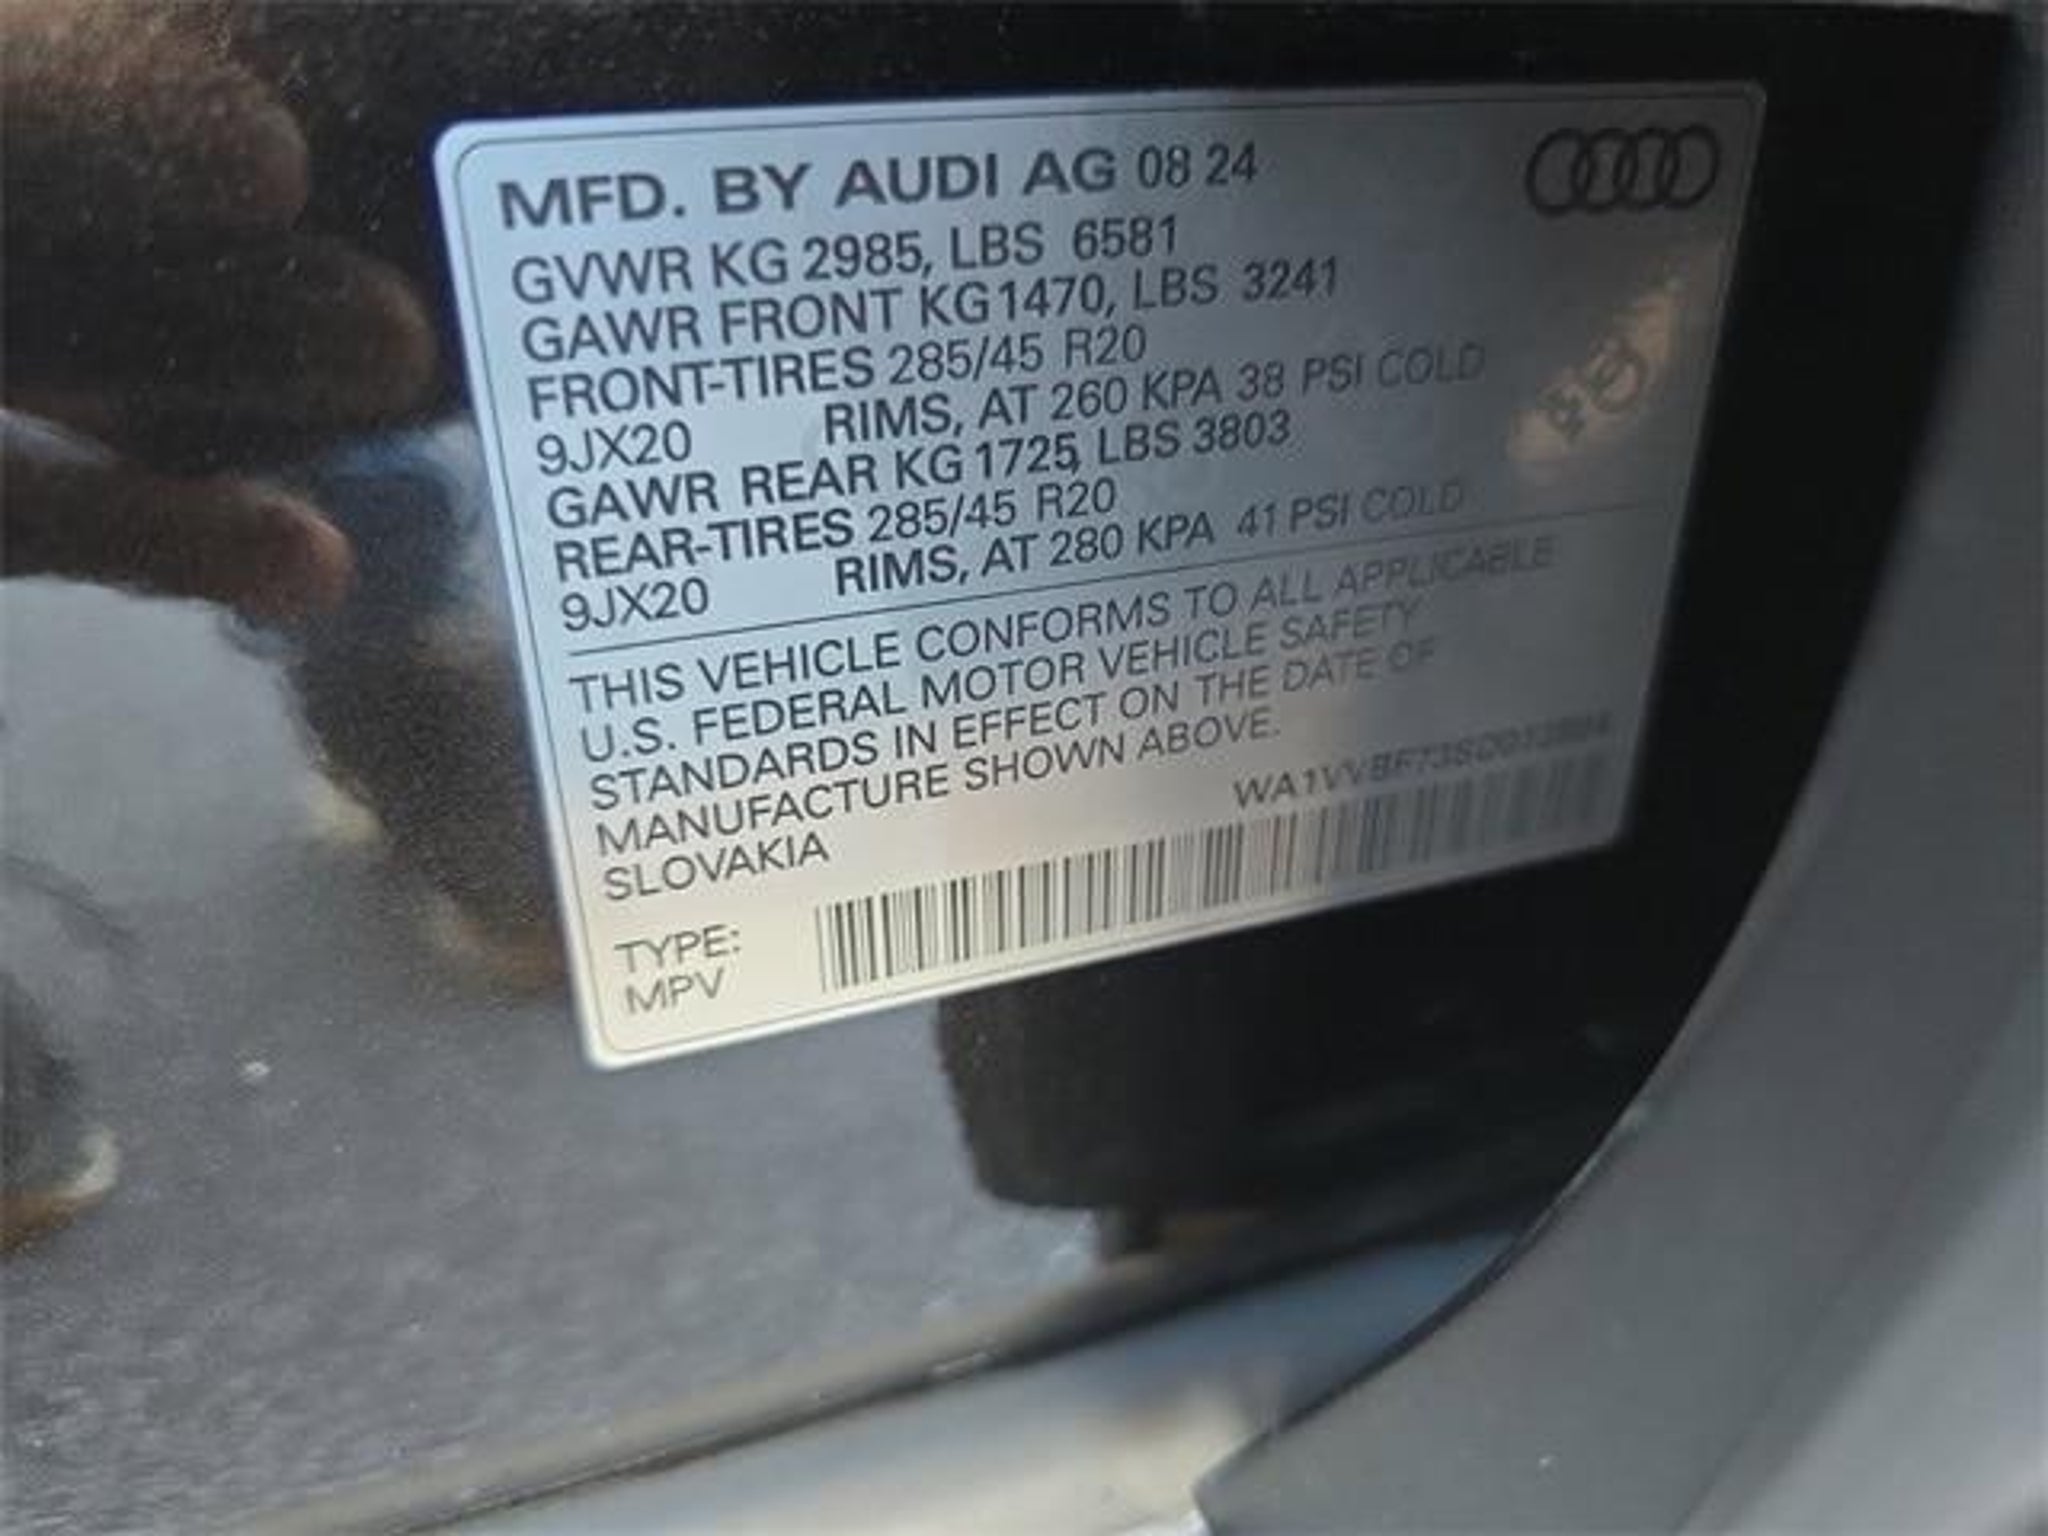 MFD. BY AUDI AG 08 24
GVWR KG 2985, LBS 6581
GAWR FRONT KG 1470, LBS 3241
FRONT-TIRES 285/45 R20
9JX20 RIMS, AT 260 KPA 38 PSI COLD
GAWR REAR KG 1725, LBS 3803
REAR-TIRES 285/45 R20
9JX20 RIMS, AT 280 KPA 41 PSI COLD
THIS VEHICLE CONFORMS TO ALL APPLICABLE
U.S. FEDERAL MOTOR VEHICLE SAFETY
STANDARDS IN EFFECT ON THE DATE OF
MANUFACTURE SHOWN ABOVE.
SLOVAKIA
TYPE:
MPV